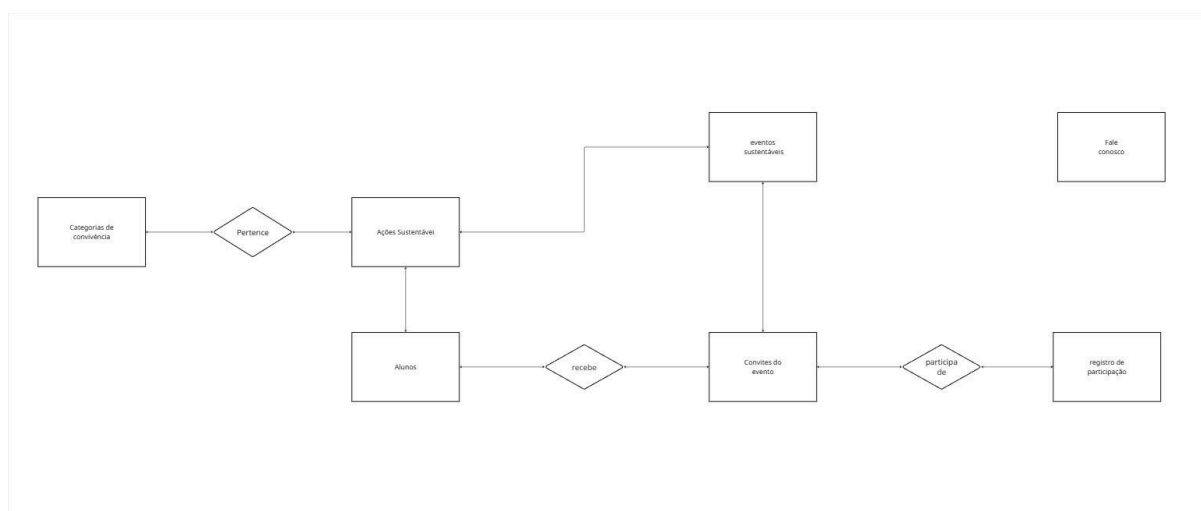 eventos
sustentáveis
Fale
conosco
Categorias de
convivência
Pertence
Ações Sustentável
Alunos
recebe
Convites do
evento
participa
de
registro de
participação